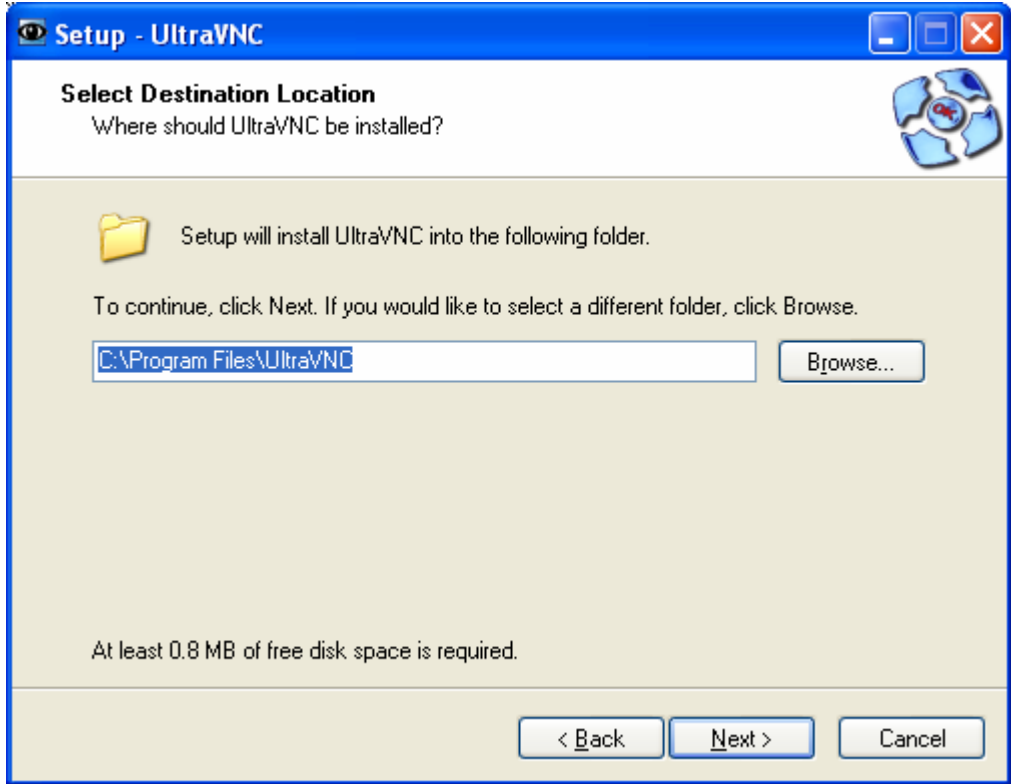 Setup - UltraVNC
Select Destination Location
Where should UltraVNC be installed?
OK
Setup will install UltraVNC into the following folder.
To continue, click Next. If you would like to select a different folder, click Browse.
C:\Program Files\UltraVNC
Browse...
At least 0.8 MB of free disk space is required.
< Back
Next >
Cancel